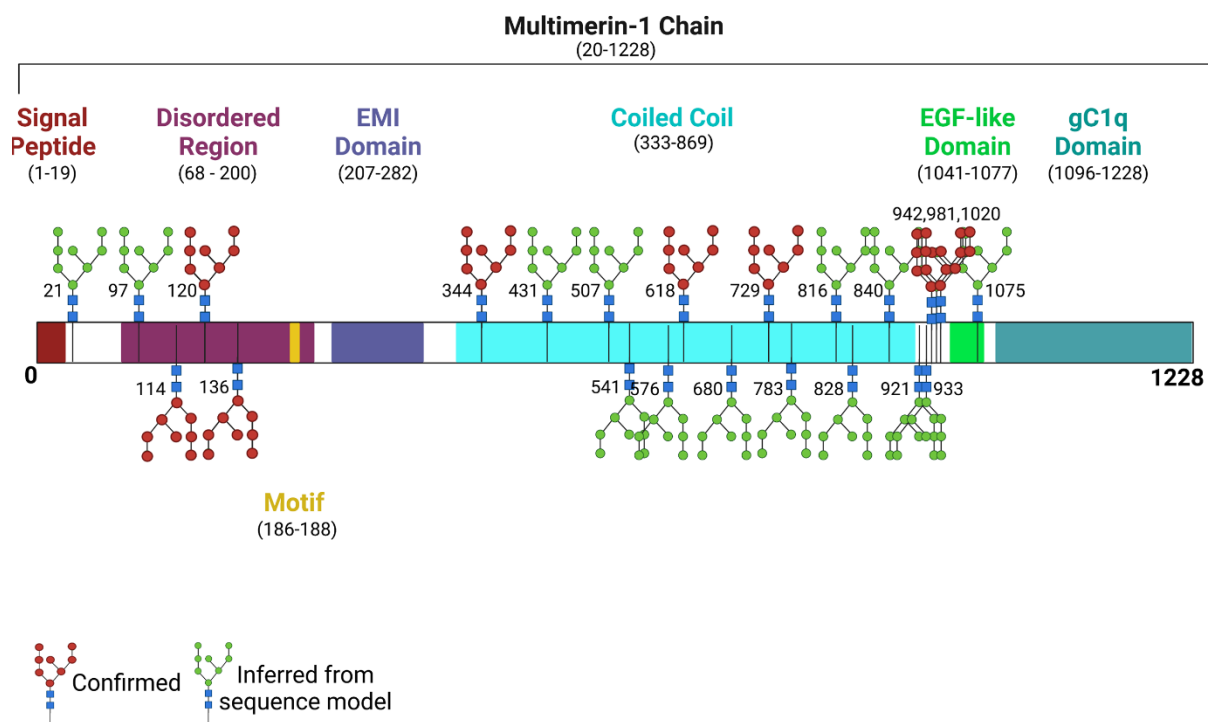 Multimerin-1 Chain
(20-1228)
Signal
Peptide
(1-19)
Disordered
Region
(68 - 200)
EMI
Domain
(207-282)
Coiled Coil
(333-869)
EGF-like
Domain
(1041-1077)
gC1q
Domain
(1096-1228)
942,981,1020
21
97
120
344
431
507
618
729
816
840
1075
0
1228
114
136
541
576
680
783
828
921
933
Motif
(186-188)
Confirmed
Inferred from
sequence model